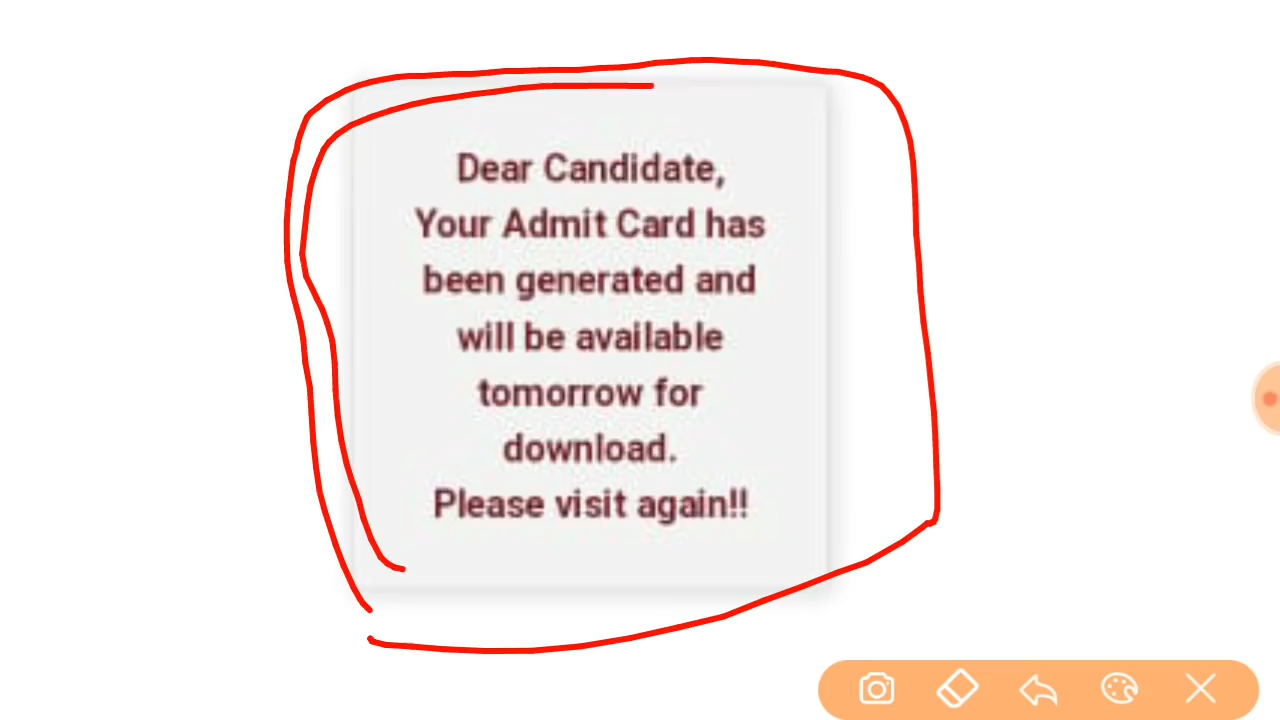 Dear Candidate,
Your Admit Card has
been generated and
will be available
tomorrow for
download.
Please visit again!!